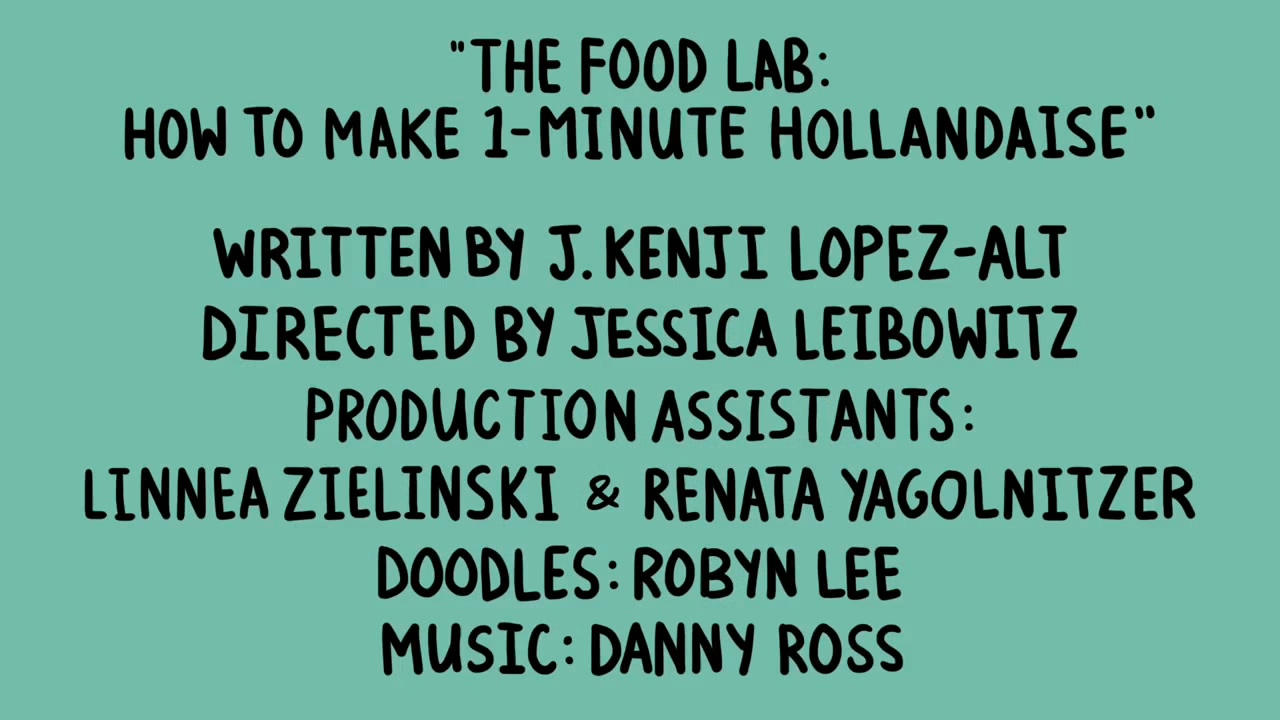 "THE FOOD LAB:
HOW TO MAKE 1-MINUTE HOLLANDAISE"
WRITTEN BY J. KENJI LOPEZ-ALT
DIRECTED BY JESSICA LEIBOWITZ
PRODUCTION ASSISTANTS:
LINNEA ZIELINSKI & RENATA YAGOLNITZER
DOODLES: ROBYN LEE
MUSIC: DANNY ROSS